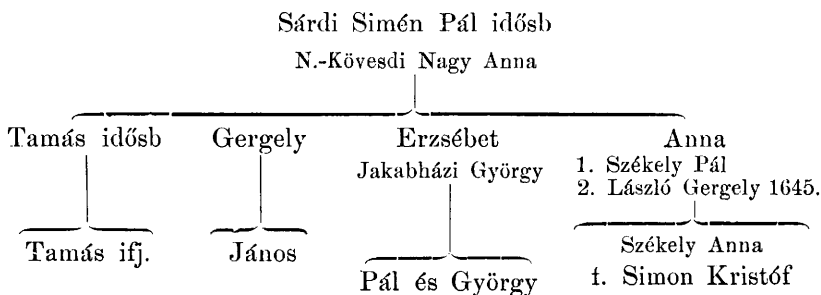 Sárdi Simén Pál idősb
N.-Kövesdi Nagy Anna
Tamás idősb Gergely Erzsébet Anna
Jakabházi György
1. Székely Pál
2. László Gergely 1645.
Tamás ifj. János Pál és György
Székely Anna
f. Simon Kristóf